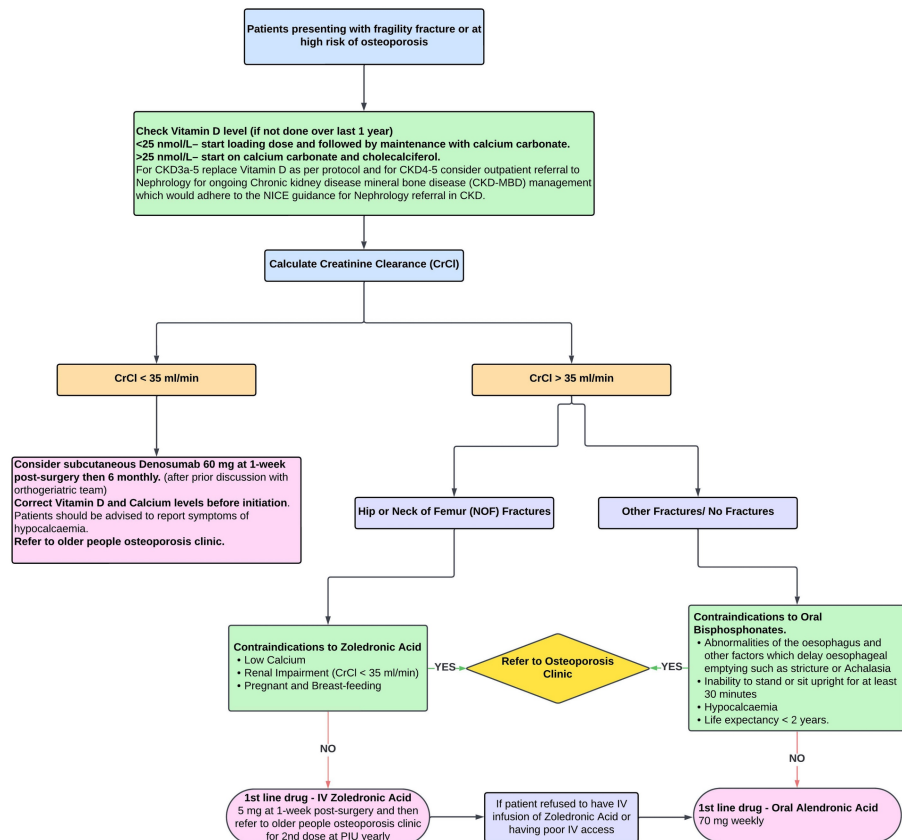 Patients presenting with fragility fracture or at
high risk of osteoporosis
Check Vitamin D level (if not done over last 1 year)
<25 nmol/L– start loading dose and followed by maintenance with calcium carbonate.
>25 nmol/L– start on calcium carbonate and cholecalciferol.
For CKD3a-5 replace Vitamin D as per protocol and for CKD4-5 consider outpatient referral to
Nephrology for ongoing Chronic kidney disease mineral bone disease (CKD-MBD) management
which would adhere to the NICE guidance for Nephrology referral in CKD.
Calculate Creatinine Clearance (CrCl)
CrCl < 35 ml/min
CrCl > 35 ml/min
Consider subcutaneous Denosumab 60 mg at 1-week
post-surgery then 6 monthly. (after prior discussion with
orthogeriatric team)
Correct Vitamin D and Calcium levels before initiation.
Patients should be advised to report symptoms of
hypocalcaemia.
Refer to older people osteoporosis clinic.
Hip or Neck of Femur (NOF) Fractures
Other Fractures/ No Fractures
Contraindications to Zoledronic Acid
• Low Calcium
• Renal Impairment (CrCl < 35 ml/min)
• Pregnant and Breast-feeding
YES
Refer to Osteoporosis
Clinic
YES
Contraindications to Oral
Bisphosphonates.
• Abnormalities of the oesophagus and
other factors which delay oesophageal
emptying such as stricture or Achalasia
• Inability to stand or sit upright for at least
30 minutes
• Hypocalcaemia
• Life expectancy < 2 years.
NO
NO
1st line drug - IV Zoledronic Acid
5 mg at 1-week post-surgery and then
refer to older people osteoporosis clinic
for 2nd dose at PIU yearly
If patient refused to have IV
infusion of Zoledronic Acid or
having poor IV access
1st line drug - Oral Alendronic Acid
70 mg weekly